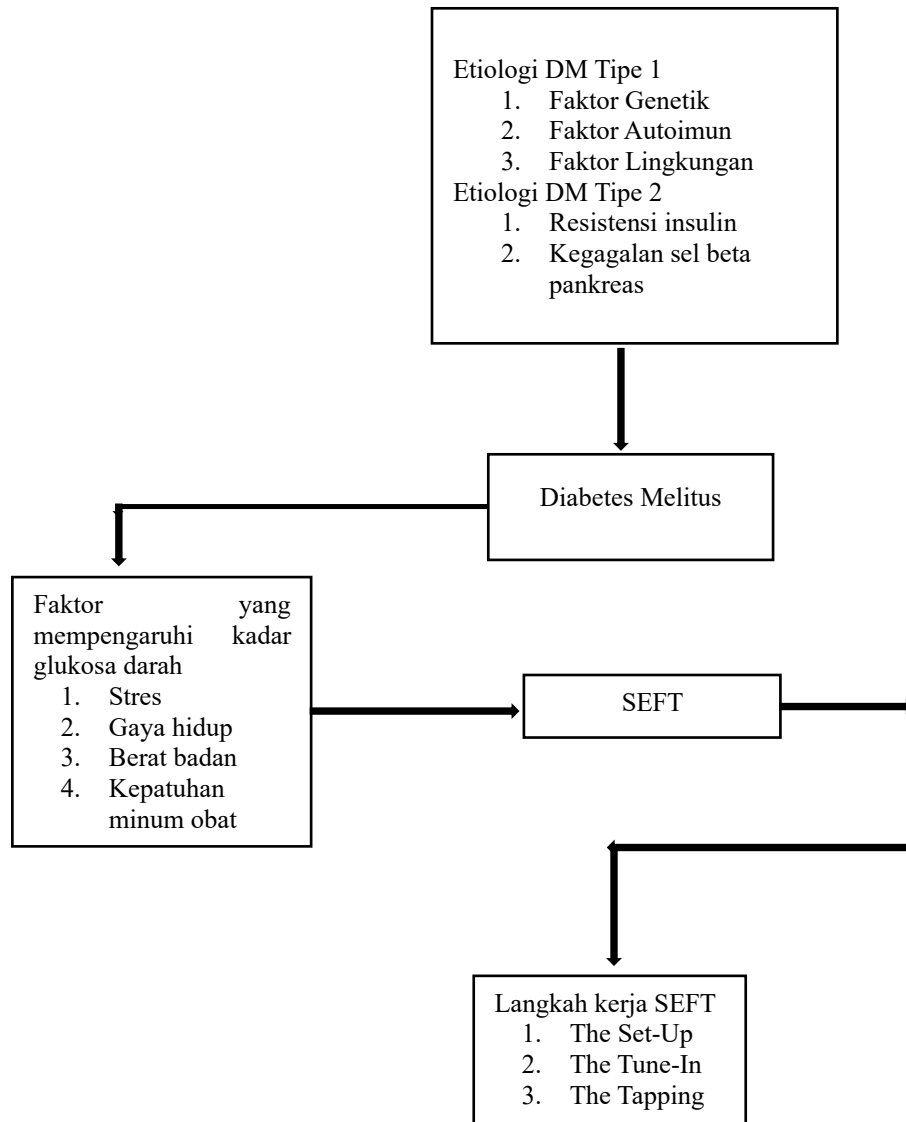 Etiologi DM Tipe 1
1. Faktor Genetik
2. Faktor Autoimun
3. Faktor Lingkungan
Etiologi DM Tipe 2
1. Resistensi insulin
2. Kegagalan sel beta
pankreas
Diabetes Melitus
Faktor yang
mempengaruhi kadar
glukosa darah
1. Stres
2. Gaya hidup
3. Berat badan
4. Kepatuhan
minum obat
SEFT
Langkah kerja SEFT
1. The Set-Up
2. The Tune-In
3. The Tapping